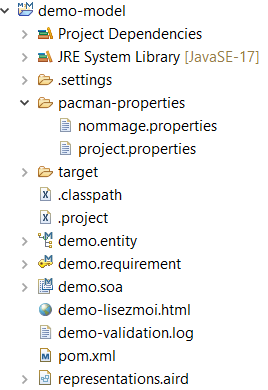 demo-model
Project Dependencies
JRE System Library [JavaSE-17]
.settings
pacman-properties
nommage.properties
project.properties
target
.classpath
.project
demo.entity
demo.requirement
demo.soa
demo-lisezmoi.html
demo-validation.log
pom.xml
representations.aird